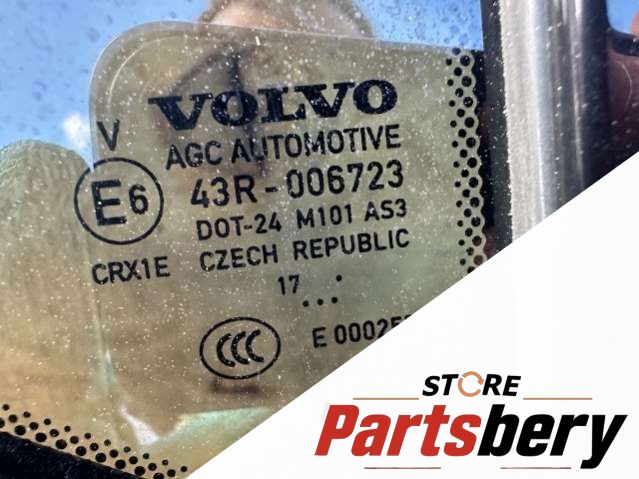 VOLVO
V
AGC AUTOMOTIVE
E6 43R-006723
DOT-24 M101 AS3
CRX1E CZECH REPUBLIC
17...
CCC
STORE
Partsbery